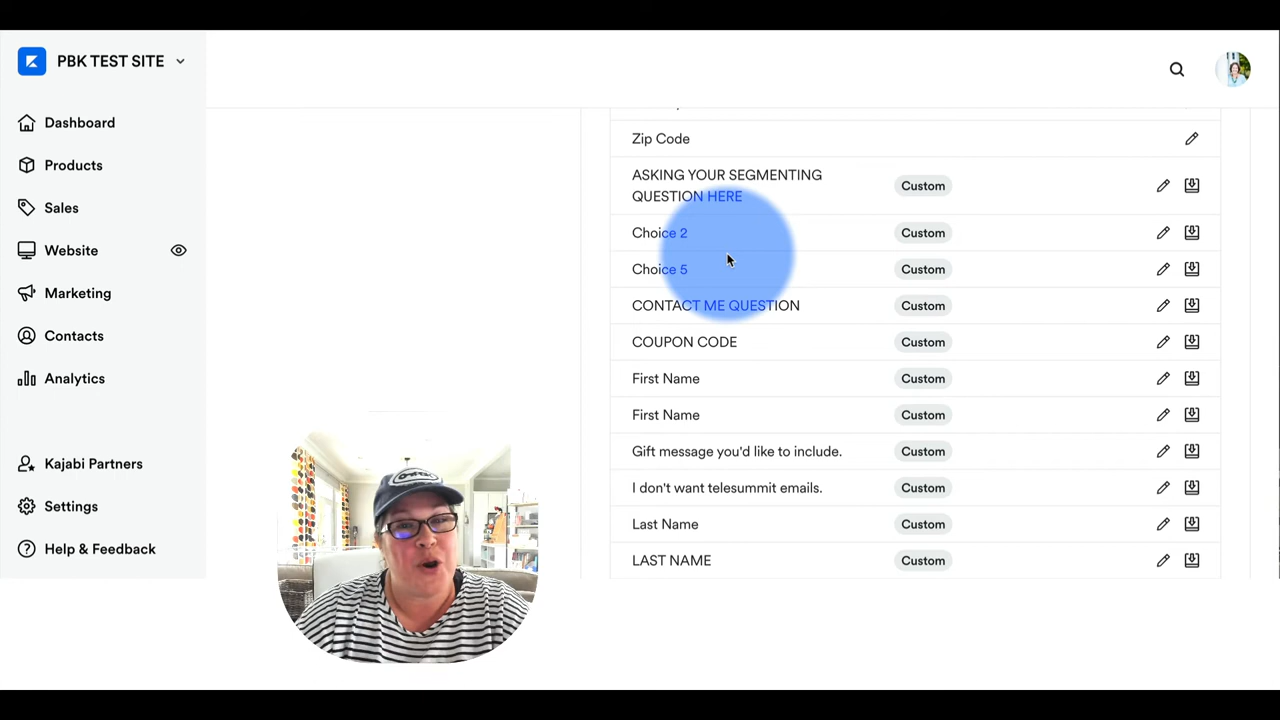 PBK TEST SITE
Dashboard
Products
Sales
Website
Marketing
Contacts
Analytics
Kajabi Partners
Settings
Help & Feedback
Zip Code
ASKING YOUR SEGMENTING
QUESTION HERE
Custom
Choice 2
Custom
Choice 5
Custom
CONTACT ME QUESTION
Custom
COUPON CODE
Custom
First Name
Custom
First Name
Custom
Gift message you'd like to include.
Custom
I don't want telesummit emails.
Custom
Last Name
Custom
LAST NAME
Custom